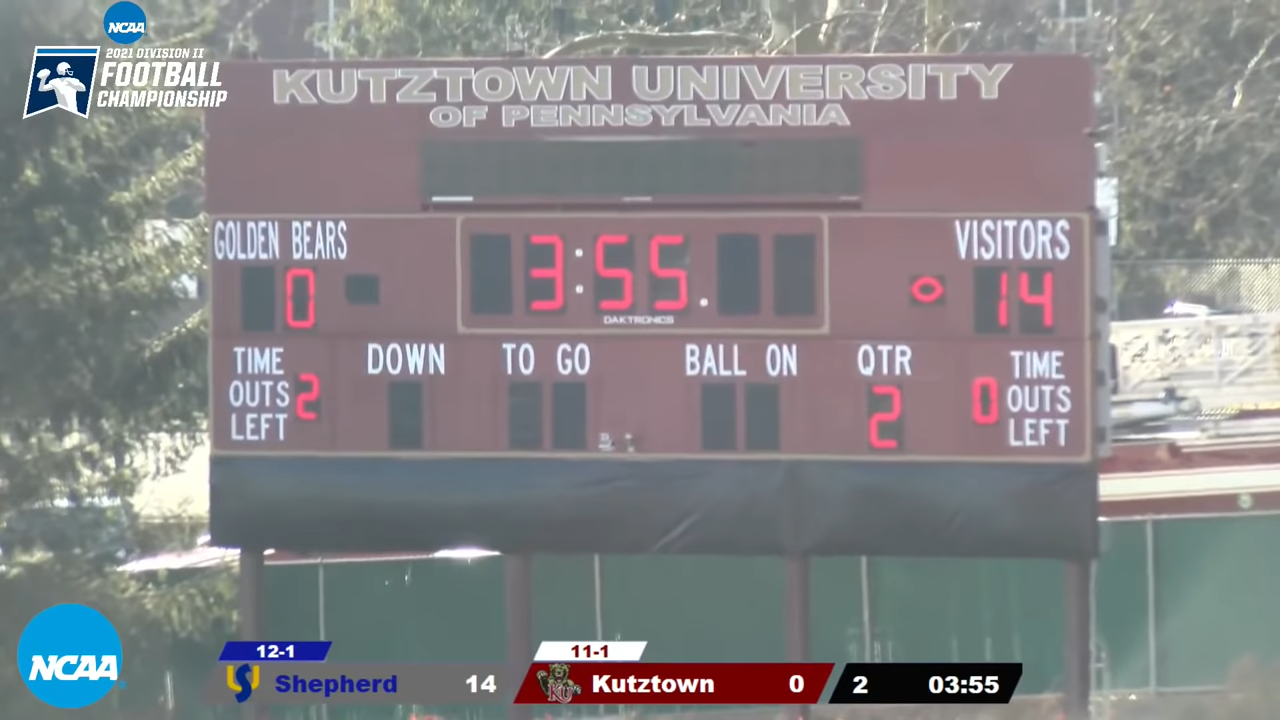 NCAA
2021 DIVISION II
FOOTBALL
CHAMPIONSHIP
KUTZTOWN UNIVERSITY
OF PENNSYLVANIA
GOLDEN BEARS
0
3:55.
DAKTRONICS
VISITORS
14
TIME
OUTS
LEFT
2
DOWN
TO GO
BALL ON
QTR
2
0
TIME
OUTS
LEFT
NCAA
12-1
Shepherd 14
11-1
KU
Kutztown 0
2 03:55